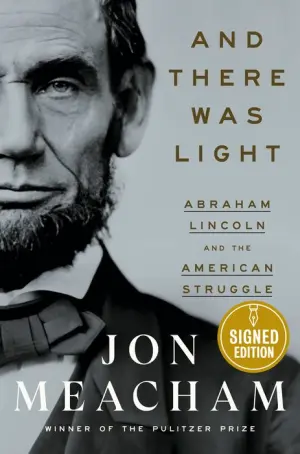 AND
THERE
WAS
LIGHT
ABRAHAM
LINCOLN
AND THE
AMERICAN
STRUGGLE
SIGNED
EDITION
JON
MEACHAM
WINNER OF THE PULITZER PRIZE